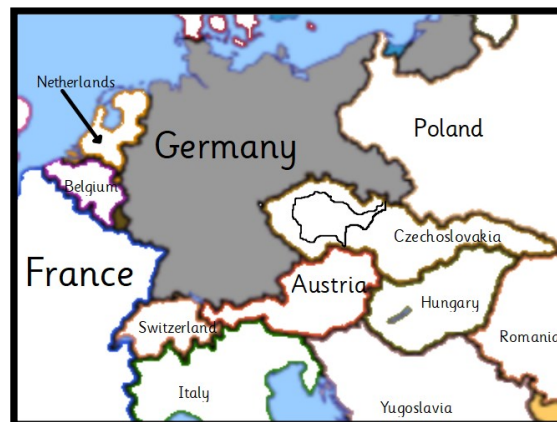 Netherlands
Germany
Poland
Belgium
Czechoslovakia
France
Austria
Hungary
Switzerland
Romania
Italy
Yugoslavia